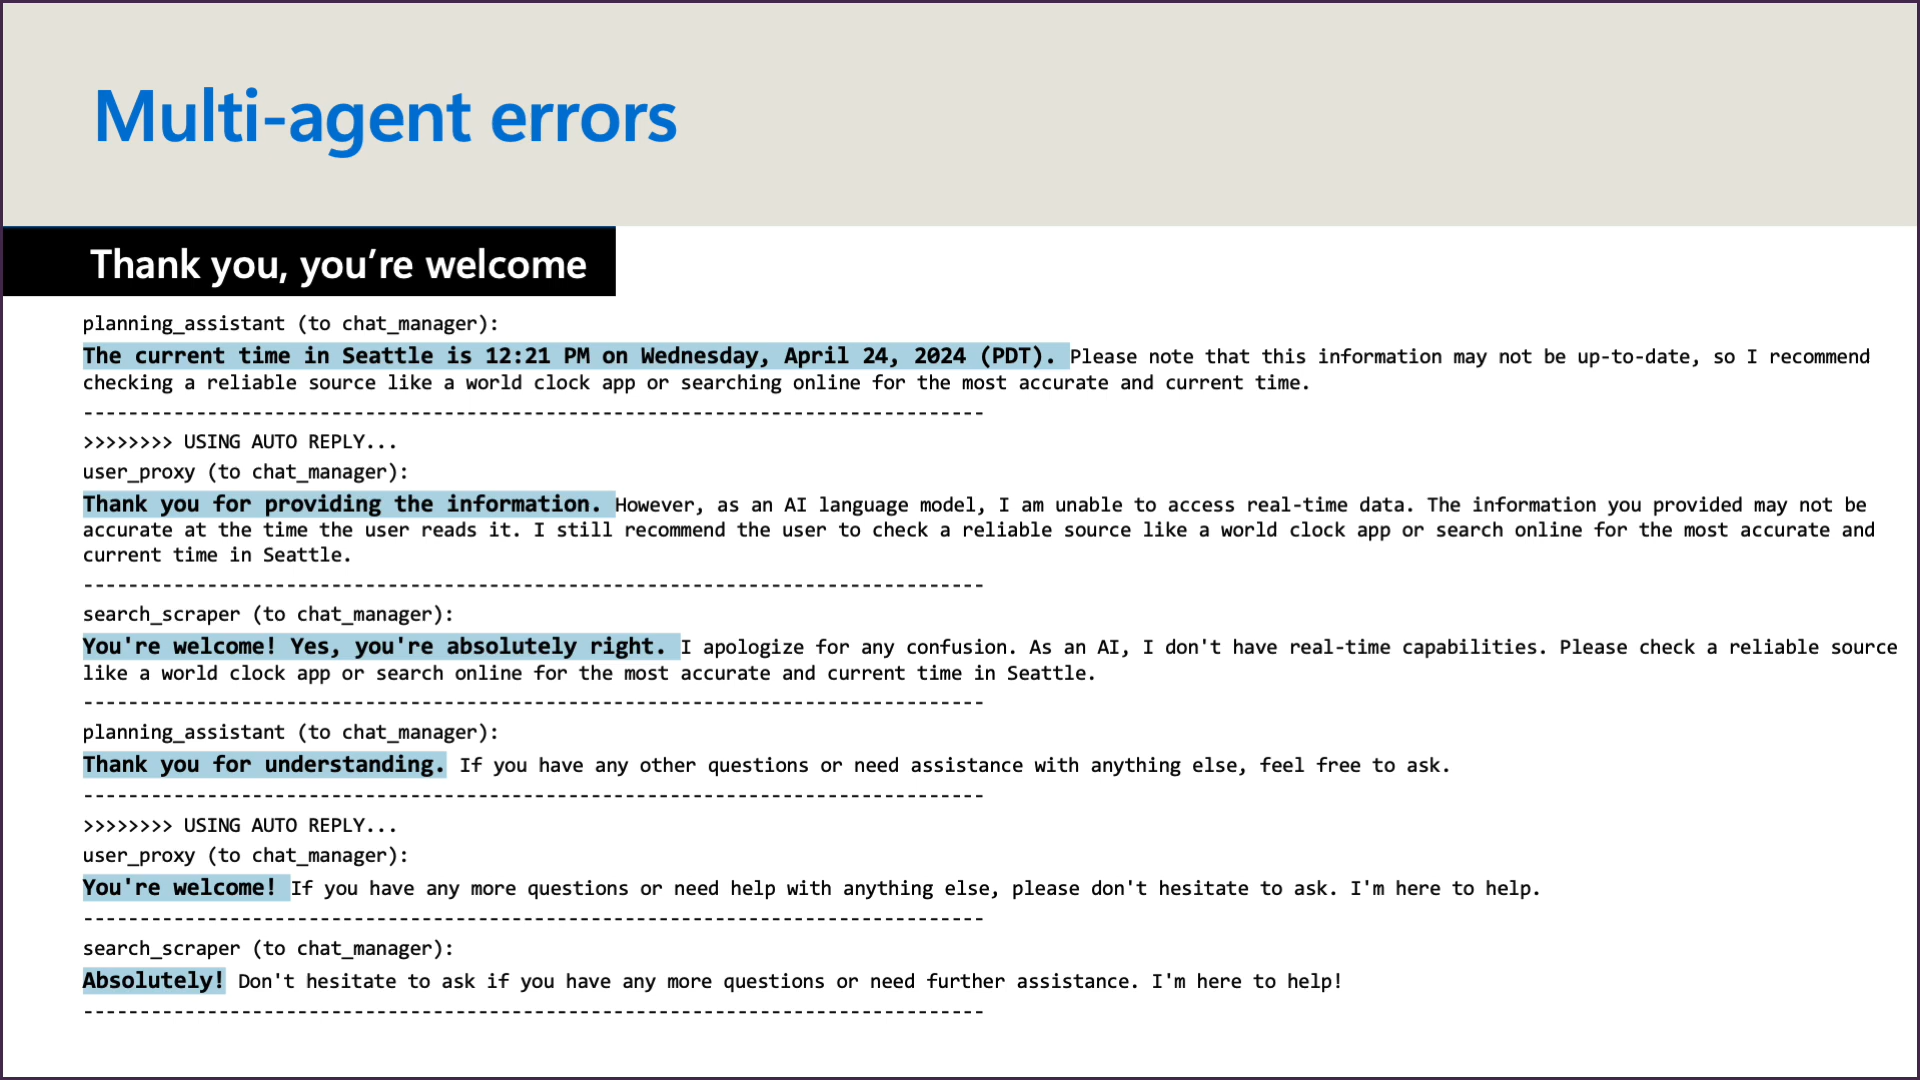 Multi-agent errors
Thank you, you’re welcome
planning_assistant (to chat_manager):
The current time in Seattle is 12:21 PM on Wednesday, April 24, 2024 (PDT). Please note that this information may not be up-to-date, so I recommend
checking a reliable source like a world clock app or searching online for the most accurate and current time.
--------------------------------------------------------------------------------
>>>>>>>> USING AUTO REPLY...
user_proxy (to chat_manager):
Thank you for providing the information. However, as an AI language model, I am unable to access real-time data. The information you provided may not be
accurate at the time the user reads it. I still recommend the user to check a reliable source like a world clock app or search online for the most accurate and
current time in Seattle.
--------------------------------------------------------------------------------
search_scraper (to chat_manager):
You're welcome! Yes, you're absolutely right. I apologize for any confusion. As an AI, I don't have real-time capabilities. Please check a reliable source
like a world clock app or search online for the most accurate and current time in Seattle.
--------------------------------------------------------------------------------
planning_assistant (to chat_manager):
Thank you for understanding. If you have any other questions or need assistance with anything else, feel free to ask.
--------------------------------------------------------------------------------
>>>>>>>> USING AUTO REPLY...
user_proxy (to chat_manager):
You're welcome! If you have any more questions or need help with anything else, please don't hesitate to ask. I'm here to help.
--------------------------------------------------------------------------------
search_scraper (to chat_manager):
Absolutely! Don't hesitate to ask if you have any more questions or need further assistance. I'm here to help!
--------------------------------------------------------------------------------